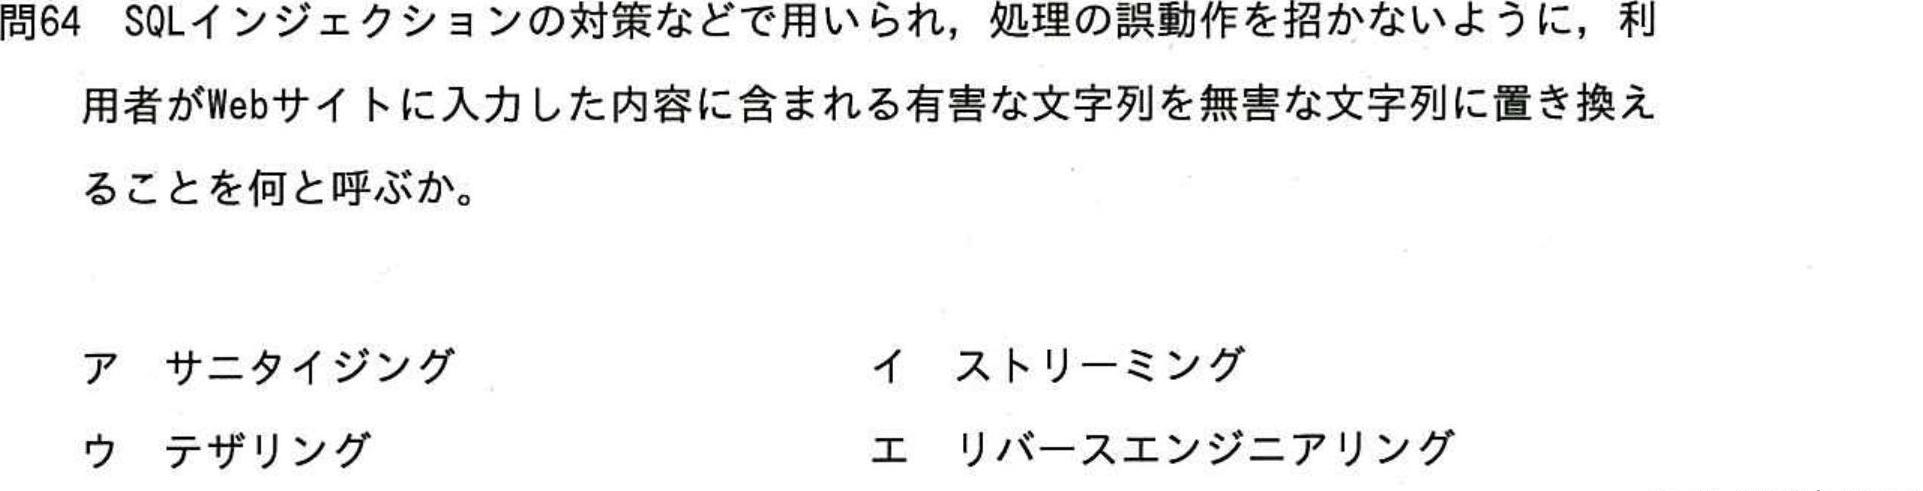 問64　SQLインジェクションの対策などで用いられ，処理の誤動作を招かないように，利
用者がWebサイトに入力した内容に含まれる有害な文字列を無害な文字列に置き換え
ることを何と呼ぶか。
ア　サニタイジング　イ　ストリーミング
ウ　テザリング　エ　リバースエンジニアリング